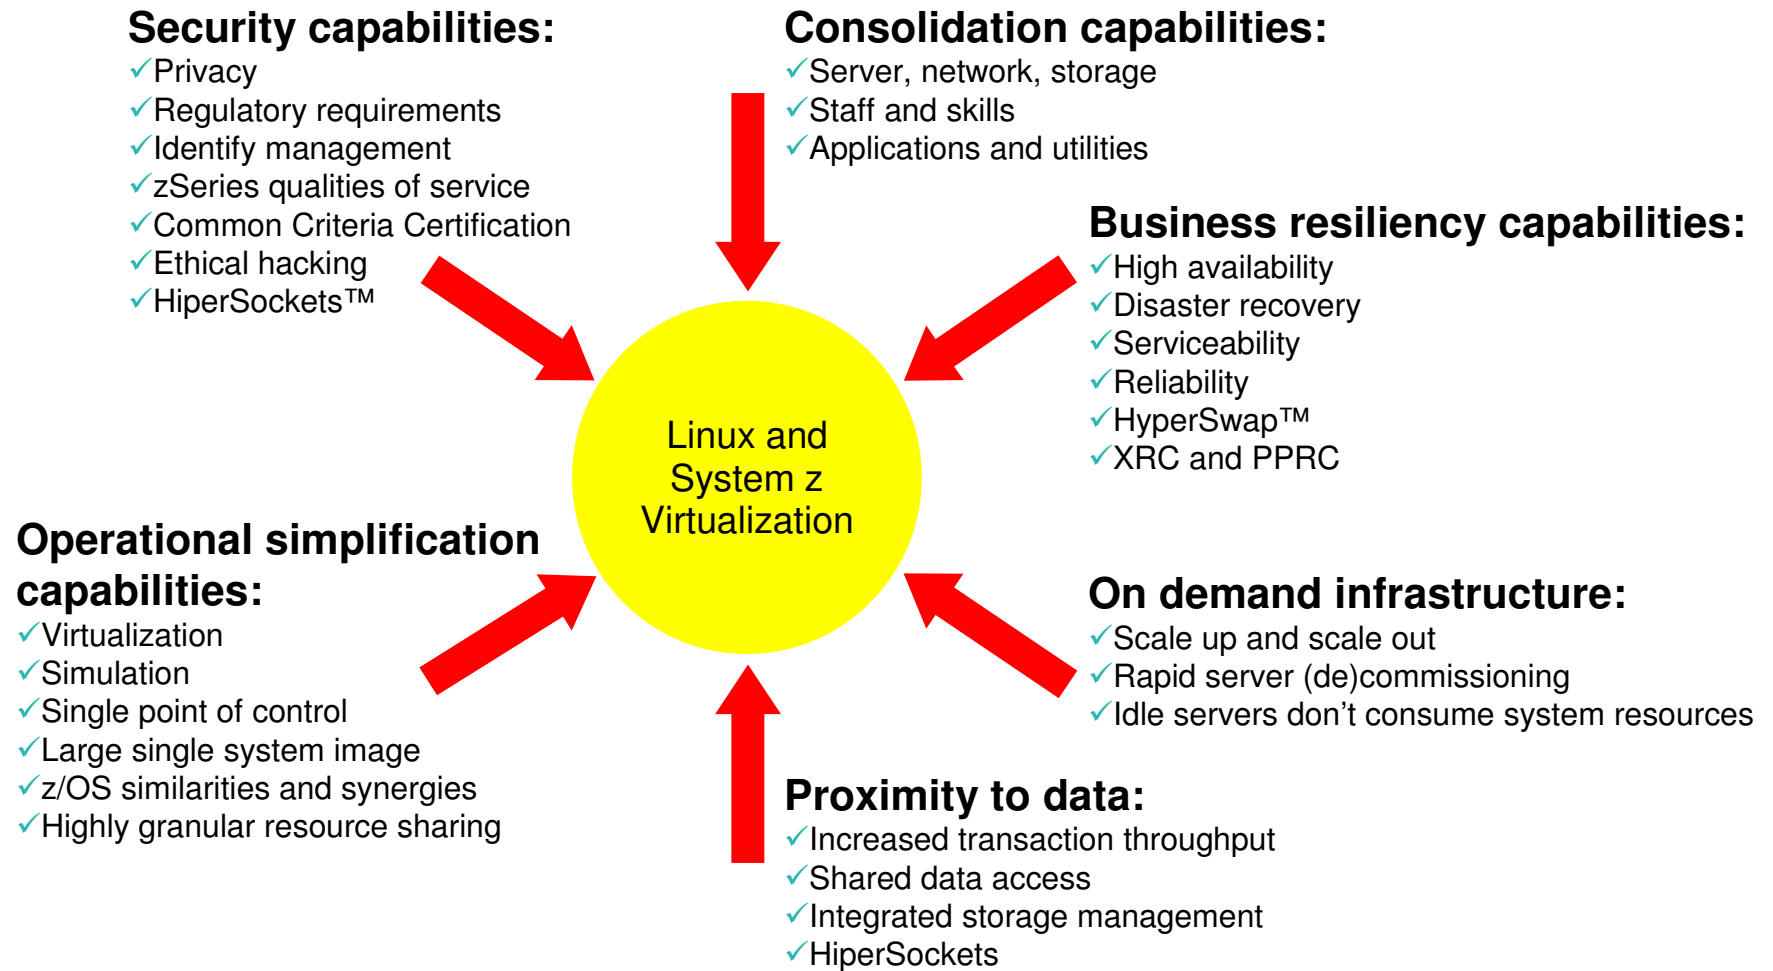 Security capabilities:
✓Privacy
✓Regulatory requirements
✓Identify management
✓zSeries qualities of service
✓Common Criteria Certification
✓Ethical hacking
✓HiperSockets™
Consolidation capabilities:
✓Server, network, storage
✓Staff and skills
✓Applications and utilities
Business resiliency capabilities:
✓High availability
✓Disaster recovery
✓Serviceability
✓Reliability
✓HyperSwap™
✓XRC and PPRC
Linux and
System z
Virtualization
Operational simplification
capabilities:
✓Virtualization
✓Simulation
✓Single point of control
✓Large single system image
✓z/OS similarities and synergies
✓Highly granular resource sharing
On demand infrastructure:
✓Scale up and scale out
✓Rapid server (de)commissioning
✓Idle servers don’t consume system resources
Proximity to data:
✓Increased transaction throughput
✓Shared data access
✓Integrated storage management
✓HiperSockets